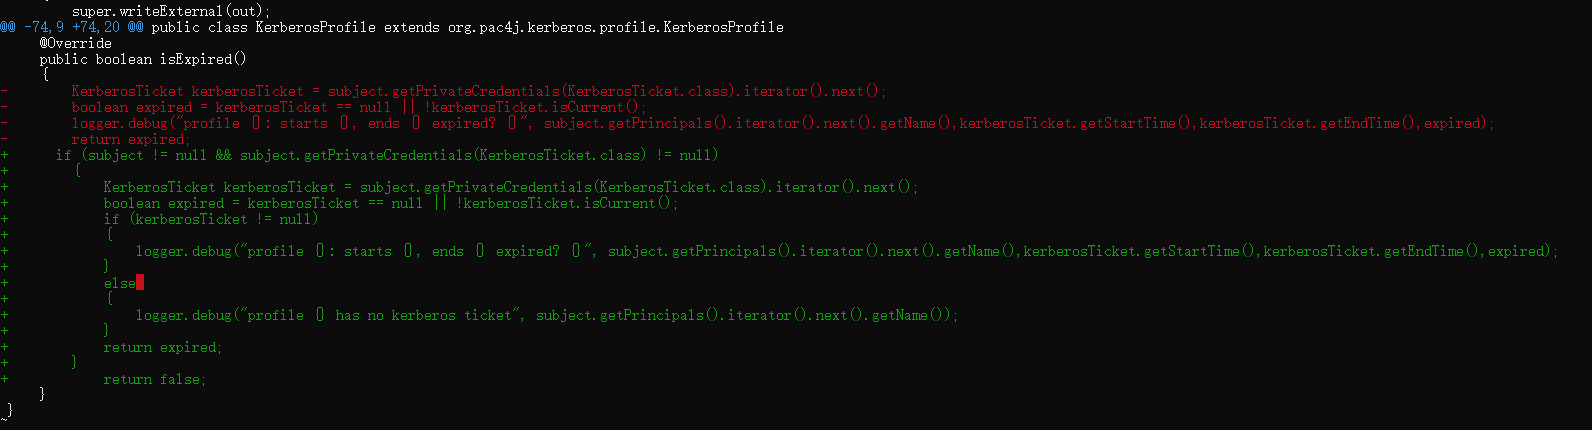 super.writeExternal(out);
@@ -74,9 +74,20 @@ public class KerberosProfile extends org.pac4j.kerberos.profile.KerberosProfile
@Override
public boolean isExpired()
{
- KerberosTicket kerberosTicket = subject.getPrivateCredentials(KerberosTicket.class).iterator().next();
- boolean expired = kerberosTicket == null || !kerberosTicket.isCurrent();
- logger.debug("profile {}: starts {}, ends {} expired? {}", subject.getPrincipals().iterator().next().getName(),kerberosTicket.getStartTime(),kerberosTicket.getEndTime(),expired);
- return expired;
+ if (subject != null && subject.getPrivateCredentials(KerberosTicket.class) != null)
+ {
+ KerberosTicket kerberosTicket = subject.getPrivateCredentials(KerberosTicket.class).iterator().next();
+ boolean expired = kerberosTicket == null || !kerberosTicket.isCurrent();
+ if (kerberosTicket != null)
+ {
+ logger.debug("profile {}: starts {}, ends {} expired? {}", subject.getPrincipals().iterator().next().getName(),kerberosTicket.getStartTime(),kerberosTicket.getEndTime(),expired);
+ }
+ else
+ {
+ logger.debug("profile {} has no kerberos ticket", subject.getPrincipals().iterator().next().getName());
+ }
+ return expired;
+ }
+ return false;
}
}
~